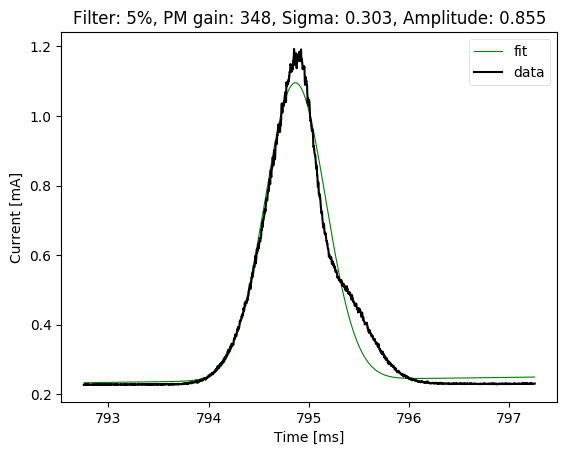 Filter: 5%, PM gain: 348, Sigma: 0.303, Amplitude: 0.855
fit
data
1.2
1.0
0.8
0.6
0.4
0.2
Current [mA]
793
794
795
796
797
Time [ms]